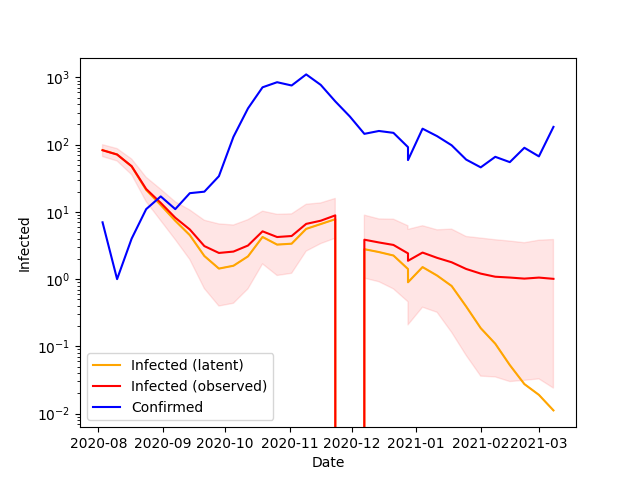 Infected
10³
10²
10¹
10⁰
10⁻¹
10⁻²
Infected (latent)
Infected (observed)
Confirmed
2020-08 2020-09 2020-10 2020-11 2020-12 2021-01 2021-02 2021-03
Date